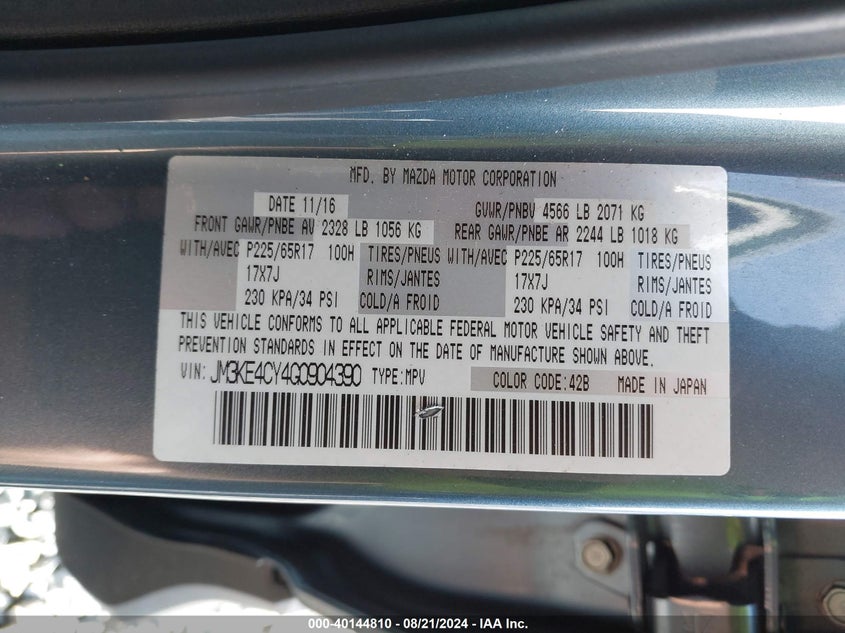 MFD. BY MAZDA MOTOR CORPORATION
DATE 11/16 GVWR/PNBV 4566 LB 2071 KG
FRONT GAWR/PNBE AV 2328 LB 1056 KG REAR GAWR/PNBE AR 2244 LB 1018 KG
WITH/AVEC P225/65R17 100H TIRES/PNEUS WITH/AVEC P225/65R17 100H TIRES/PNEUS
17X7J RIMS/JANTES 17X7J RIMS/JANTES
230 KPA/34 PSI COLD/A FROID 230 KPA/34 PSI COLD/A FROID
THIS VEHICLE CONFORMS TO ALL APPLICABLE FEDERAL MOTOR VEHICLE SAFETY AND THEFT
PREVENTION STANDARDS IN EFFECT ON THE DATE OF MANUFACTURE SHOWN ABOVE.
VIN: JM3KE4CY4G0904390 TYPE:MPV COLOR CODE:42B MADE IN JAPAN
000-40144810 - 08/21/2024 - IAA Inc.